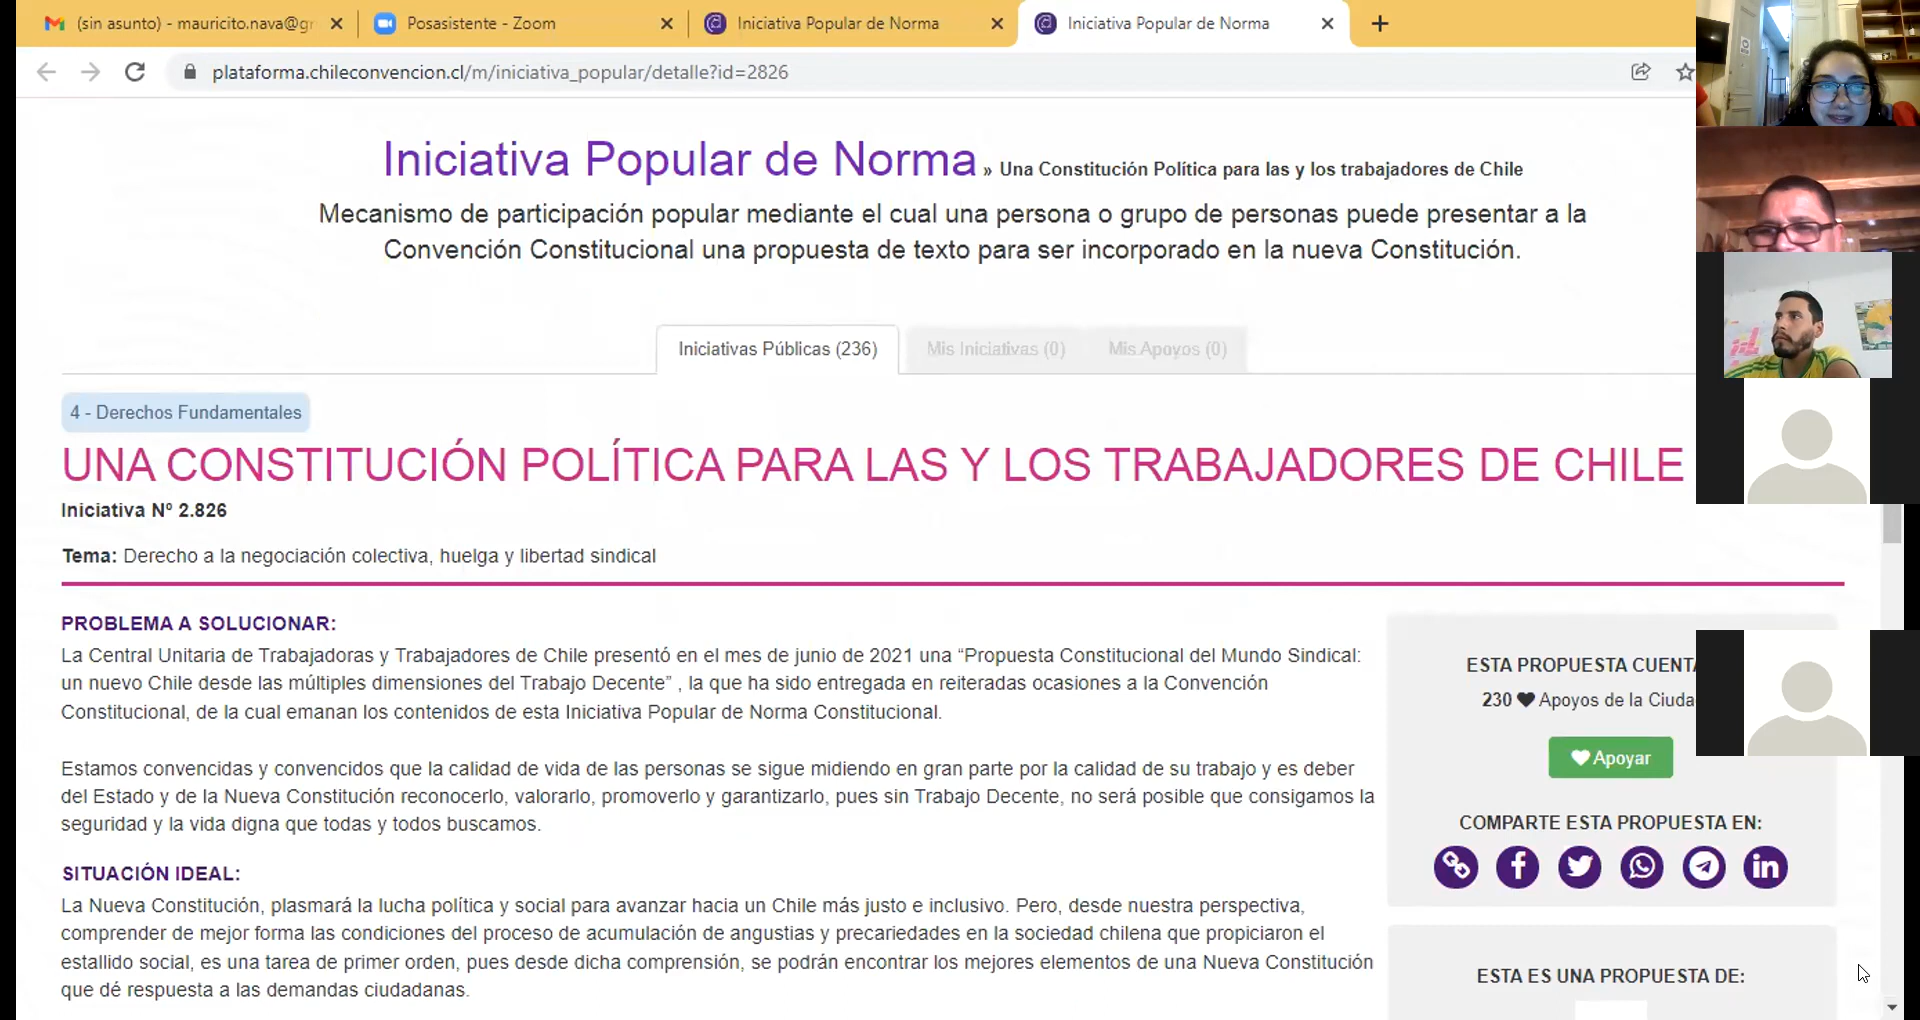 (sin asunto) - mauricito.nava@gr
Posasistente - Zoom
Iniciativa Popular de Norma
Iniciativa Popular de Norma
plataforma.chileconvencion.cl/m/iniciativa_popular/detalle?id=2826
Iniciativa Popular de Norma » Una Constitución Política para las y los trabajadores de Chile
Mecanismo de participación popular mediante el cual una persona o grupo de personas puede presentar a la
Convención Constitucional una propuesta de texto para ser incorporado en la nueva Constitución.
Iniciativas Públicas (236)
Mis Iniciativas (0)
Mis Apoyos (0)
4 - Derechos Fundamentales
UNA CONSTITUCIÓN POLÍTICA PARA LAS Y LOS TRABAJADORES DE CHILE
Iniciativa Nº 2.826
Tema: Derecho a la negociación colectiva, huelga y libertad sindical
PROBLEMA A SOLUCIONAR:
La Central Unitaria de Trabajadoras y Trabajadores de Chile presentó en el mes de junio de 2021 una “Propuesta Constitucional del Mundo Sindical:
un nuevo Chile desde las múltiples dimensiones del Trabajo Decente” , la que ha sido entregada en reiteradas ocasiones a la Convención
Constitucional, de la cual emanan los contenidos de esta Iniciativa Popular de Norma Constitucional.
Estamos convencidas y convencidos que la calidad de vida de las personas se sigue midiendo en gran parte por la calidad de su trabajo y es deber
del Estado y de la Nueva Constitución reconocerlo, valorarlo, promoverlo y garantizarlo, pues sin Trabajo Decente, no será posible que consigamos la
seguridad y la vida digna que todas y todos buscamos.
SITUACIÓN IDEAL:
La Nueva Constitución, plasmará la lucha política y social para avanzar hacia un Chile más justo e inclusivo. Pero, desde nuestra perspectiva,
comprender de mejor forma las condiciones del proceso de acumulación de angustias y precariedades en la sociedad chilena que propiciaron el
estallido social, es una tarea de primer orden, pues desde dicha comprensión, se podrán encontrar los mejores elementos de una Nueva Constitución
que dé respuesta a las demandas ciudadanas.
ESTA PROPUESTA CUENTA
230 Apoyos de la Ciuda
Apoyar
COMPARTE ESTA PROPUESTA EN:
ESTA ES UNA PROPUESTA DE: